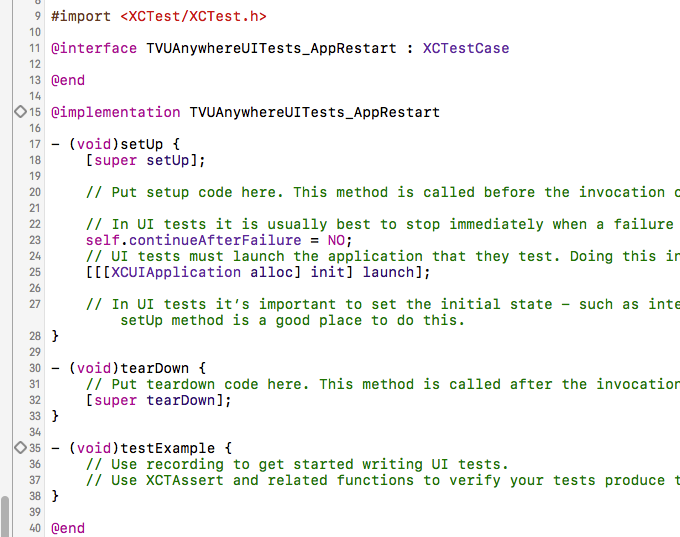 9 #import <XCTest/XCTest.h>
10
11 @interface TVUAnywhereUITests_AppRestart : XCTestCase
12
13 @end
14
15 @implementation TVUAnywhereUITests_AppRestart
16
17 - (void)setUp {
18 [super setUp];
19
20 // Put setup code here. This method is called before the invocation
21
22 // In UI tests it is usually best to stop immediately when a failure
23 self.continueAfterFailure = NO;
24 // UI tests must launch the application that they test. Doing this in
25 [[[XCUIApplication alloc] init] launch];
26
27 // In UI tests it's important to set the initial state - such as inte
setUp method is a good place to do this.
28 }
29
30 - (void)tearDown {
31 // Put teardown code here. This method is called after the invocation
32 [super tearDown];
33 }
34
35 - (void)testExample {
36 // Use recording to get started writing UI tests.
37 // Use XCTAssert and related functions to verify your tests produce t
38 }
39
40 @end